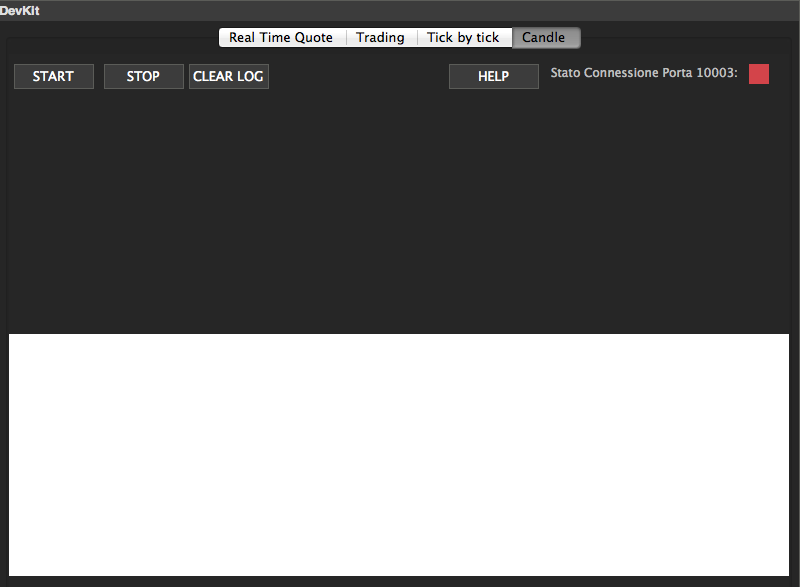 DevKit
Real Time Quote Trading Tick by tick Candle
START STOP CLEAR LOG HELP Stato Connessione Porta 10003: